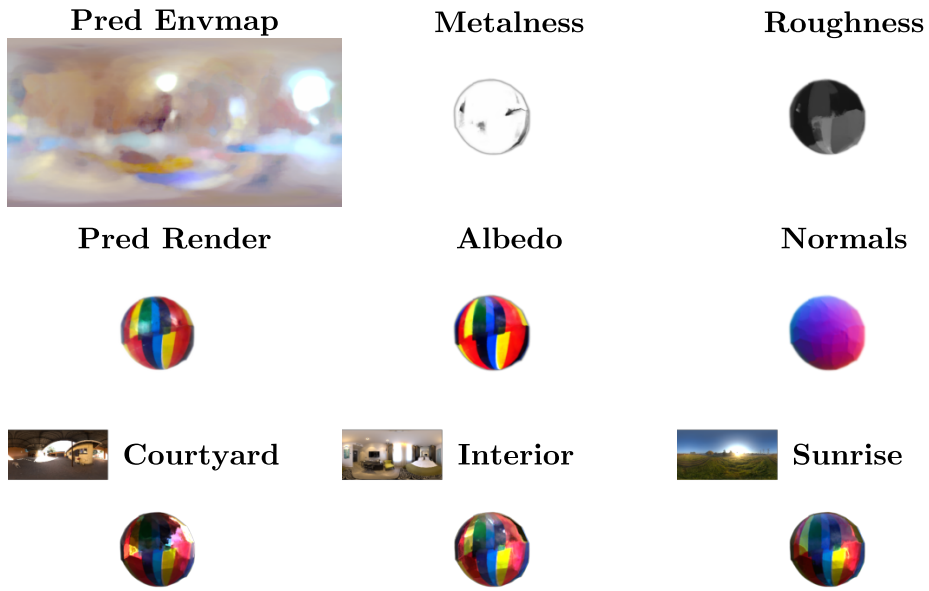 Pred Envmap
Metalness
Roughness
Pred Render
Albedo
Normals
Courtyard
Interior
Sunrise